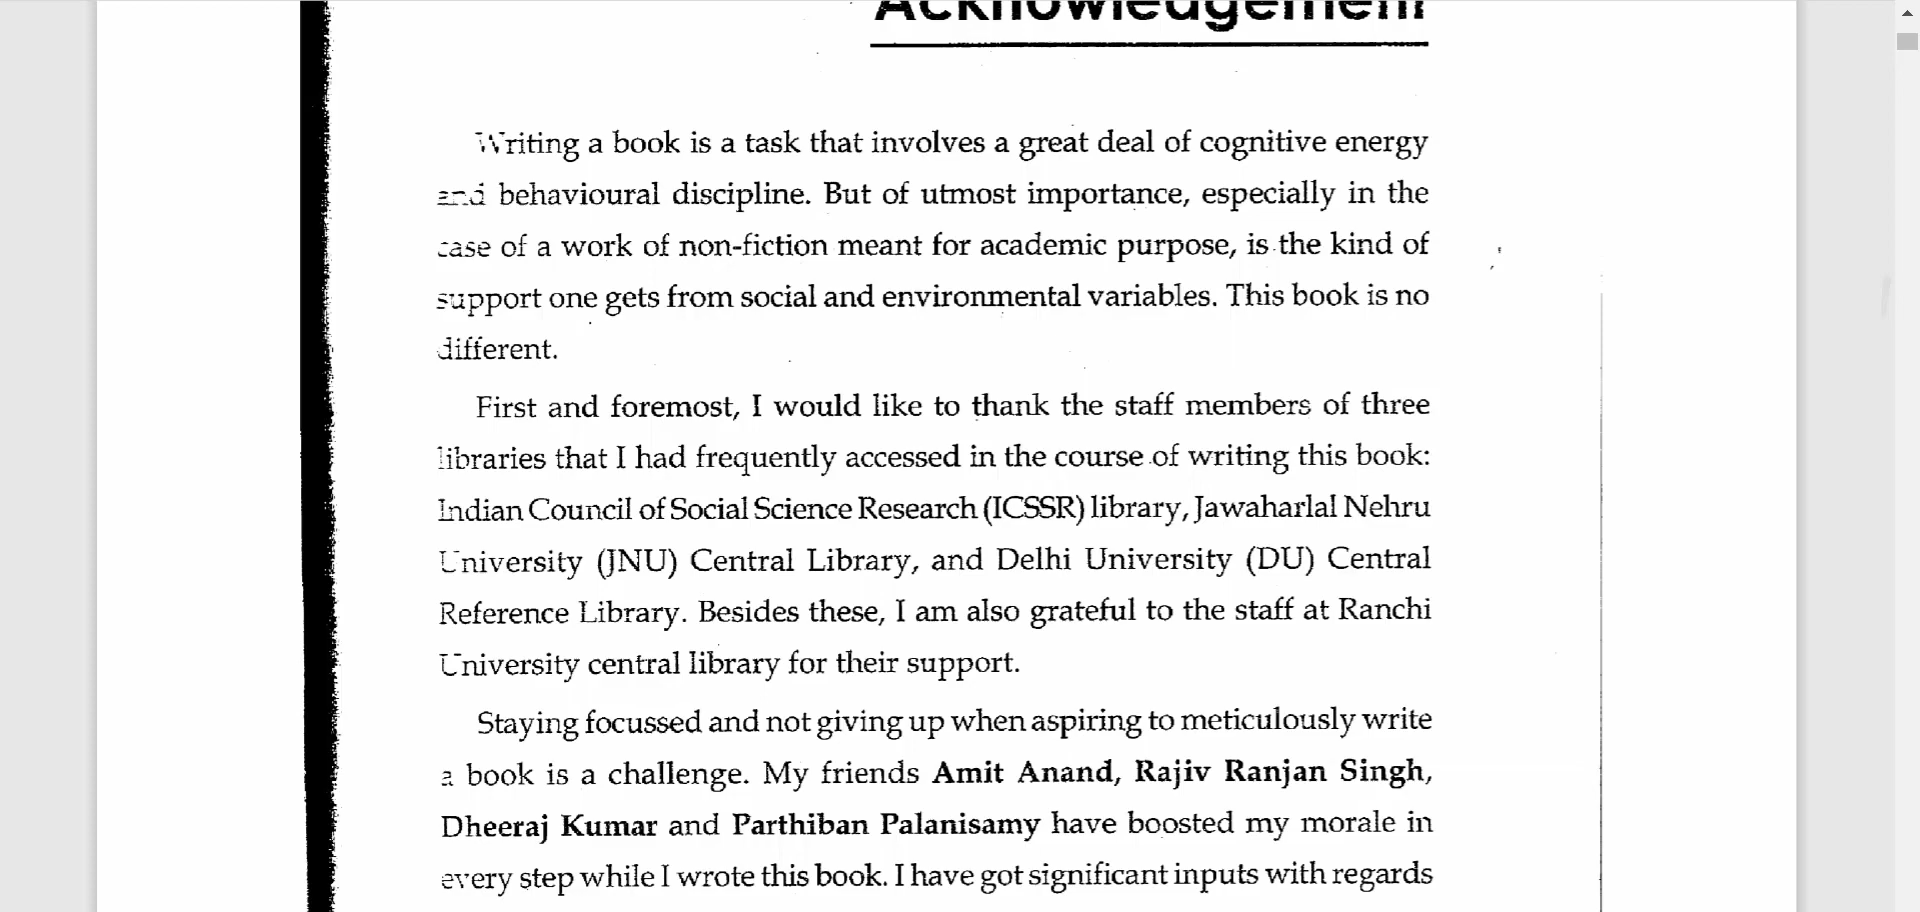 Acknowledgement
Writing a book is a task that involves a great deal of cognitive energy
and behavioural discipline. But of utmost importance, especially in the
case of a work of non-fiction meant for academic purpose, is the kind of
support one gets from social and environmental variables. This book is no
different.
First and foremost, I would like to thank the staff members of three
libraries that I had frequently accessed in the course of writing this book:
Indian Council of Social Science Research (ICSSR) library, Jawaharlal Nehru
University (JNU) Central Library, and Delhi University (DU) Central
Reference Library. Besides these, I am also grateful to the staff at Ranchi
University central library for their support.
Staying focussed and not giving up when aspiring to meticulously write
a book is a challenge. My friends Amit Anand, Rajiv Ranjan Singh,
Dheeraj Kumar and Parthiban Palanisamy have boosted my morale in
every step while I wrote this book. I have got significant inputs with regards